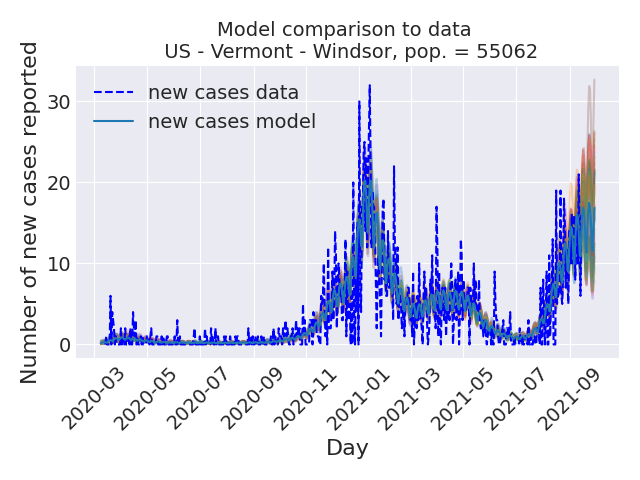 Model comparison to data
US - Vermont - Windsor, pop. = 55062
Number of new cases reported
30
20
10
0
new cases data
new cases model
2020-03
2020-05
2020-07
2020-09
2020-11
2021-01
2021-03
2021-05
2021-07
2021-09
Day